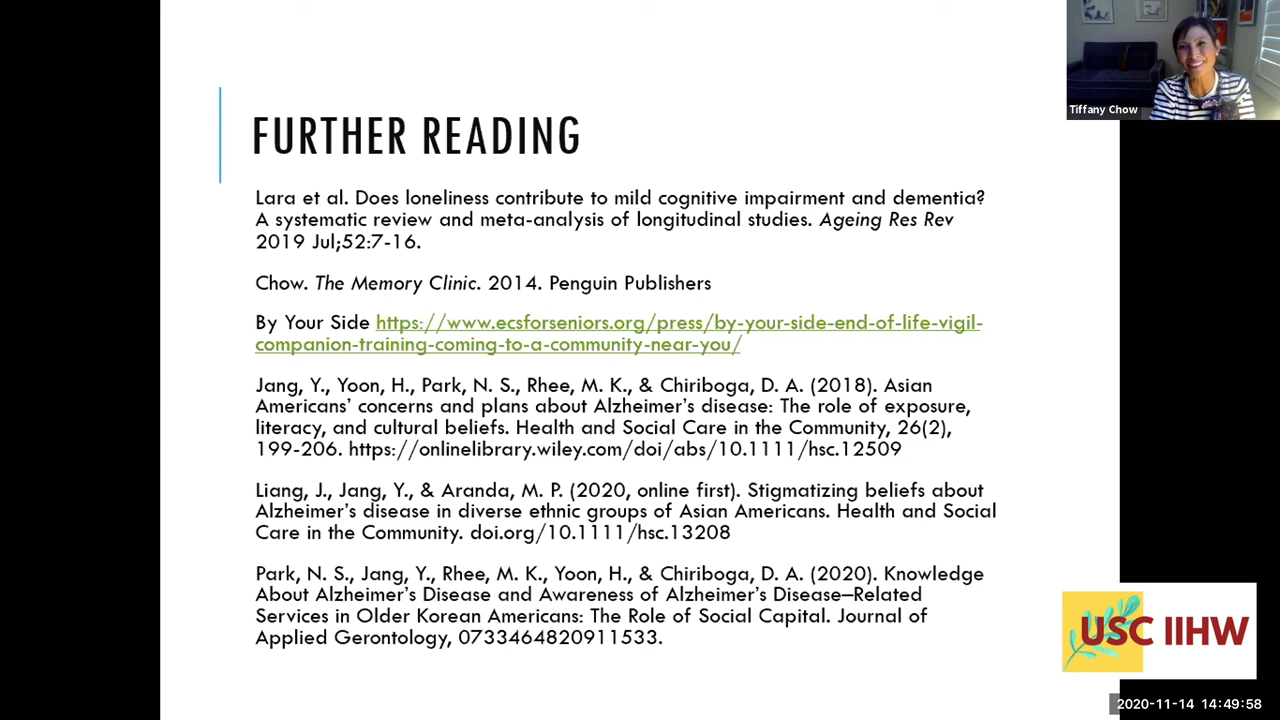 Tiffany Chow
FURTHER READING
Lara et al. Does loneliness contribute to mild cognitive impairment and dementia?
A systematic review and meta-analysis of longitudinal studies. Ageing Res Rev
2019 Jul;52:7-16.
Chow. The Memory Clinic. 2014. Penguin Publishers
By Your Side https://www.ecsforseniors.org/press/by-your-side-end-of-life-vigil-
companion-training-coming-to-a-community-near-you/
Jang, Y., Yoon, H., Park, N. S., Rhee, M. K., & Chiriboga, D. A. (2018). Asian
Americans’ concerns and plans about Alzheimer’s disease: The role of exposure,
literacy, and cultural beliefs. Health and Social Care in the Community, 26(2),
199-206. https://onlinelibrary.wiley.com/doi/abs/10.1111/hsc.12509
Liang, J., Jang, Y., & Aranda, M. P. (2020, online first). Stigmatizing beliefs about
Alzheimer’s disease in diverse ethnic groups of Asian Americans. Health and Social
Care in the Community. doi.org/10.1111/hsc.13208
Park, N. S., Jang, Y., Rhee, M. K., Yoon, H., & Chiriboga, D. A. (2020). Knowledge
About Alzheimer’s Disease and Awareness of Alzheimer’s Disease–Related
Services in Older Korean Americans: The Role of Social Capital. Journal of
Applied Gerontology, 0733464820911533.
USC IIHW
2020-11-14 14:49:58